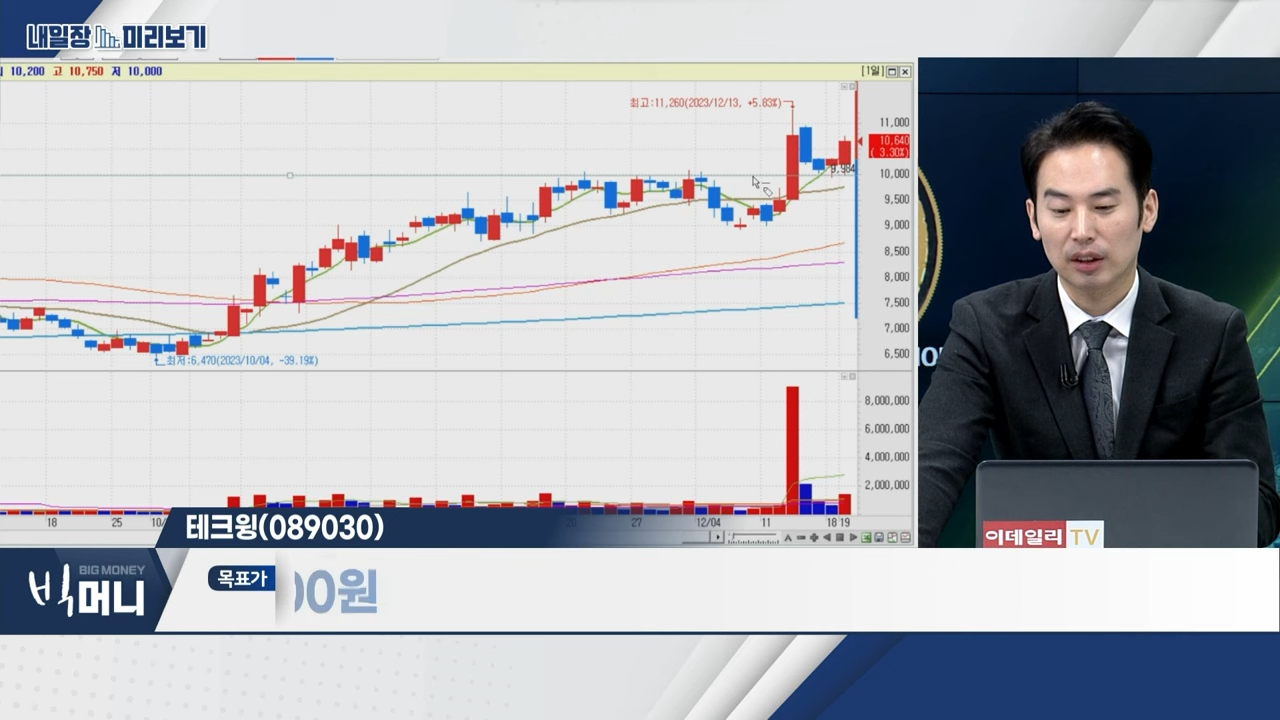 내일장 미리보기
10,200 고 10,750 저 10,000
[1일]
최고:11,260(2023/12/13, +5.83%)
11,000
10,640
( 3.30%)
9,984
10,000
9,500
9,000
8,500
8,000
7,500
7,000
6,500
최저:6,470(2023/10/04, -39.19%)
8,000,000
6,000,000
4,000,000
2,000,000
18
25
10/
27
12/04
11
18 19
테크윙(089030)
이데일리 TV
BIG MONEY
빅머니
목표가
0원